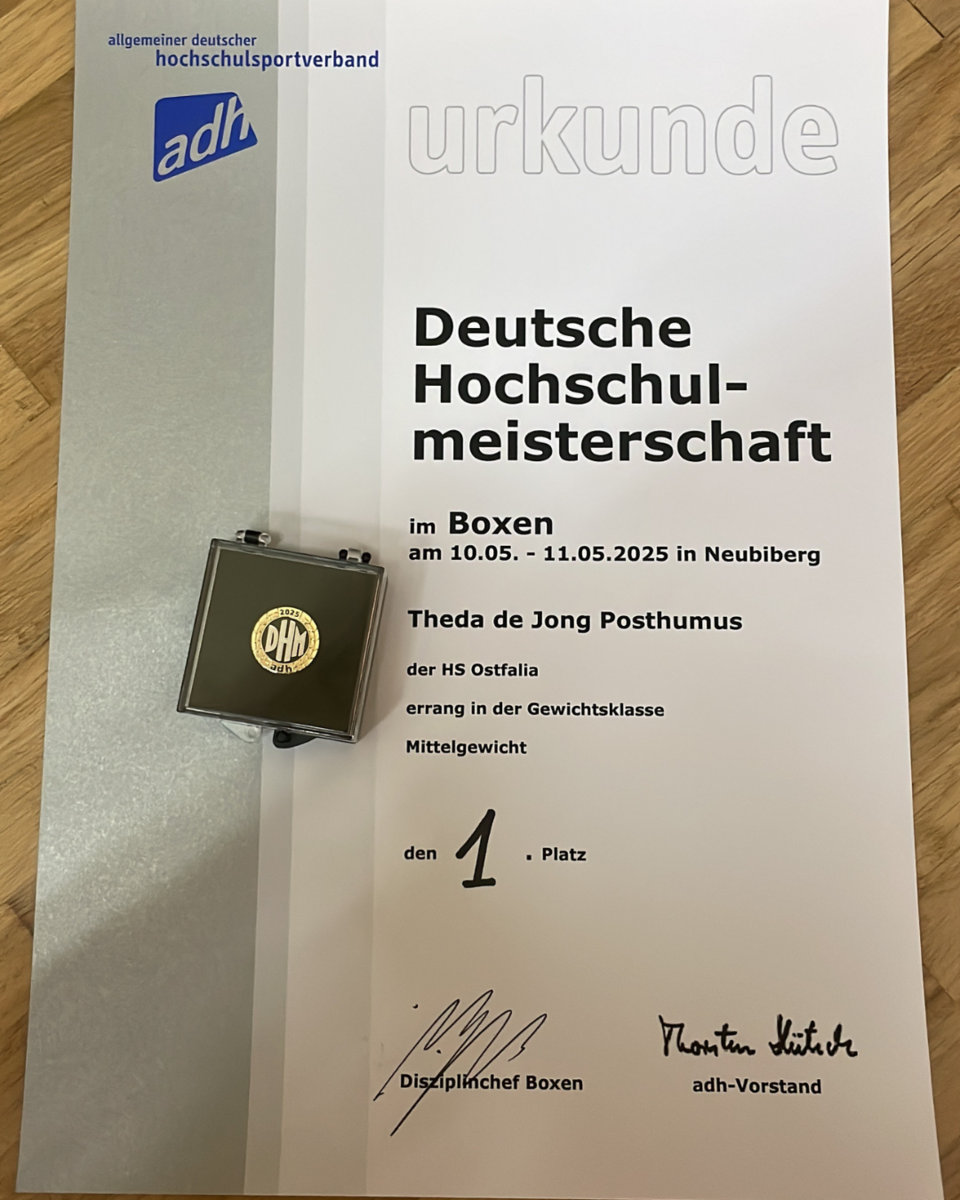 allgemeiner deutscher
hochschulsportverband
adh
urkunde
Deutsche
Hochschul-
meisterschaft
im Boxen
am 10.05. - 11.05.2025 in Neubiberg
2025
DHM
adh
Theda de Jong Posthumus
der HS Ostfalia
errang in der Gewichtsklasse
Mittelgewicht
den 1 . Platz
Thorsten
Disziplinchef Boxen
adh-Vorstand